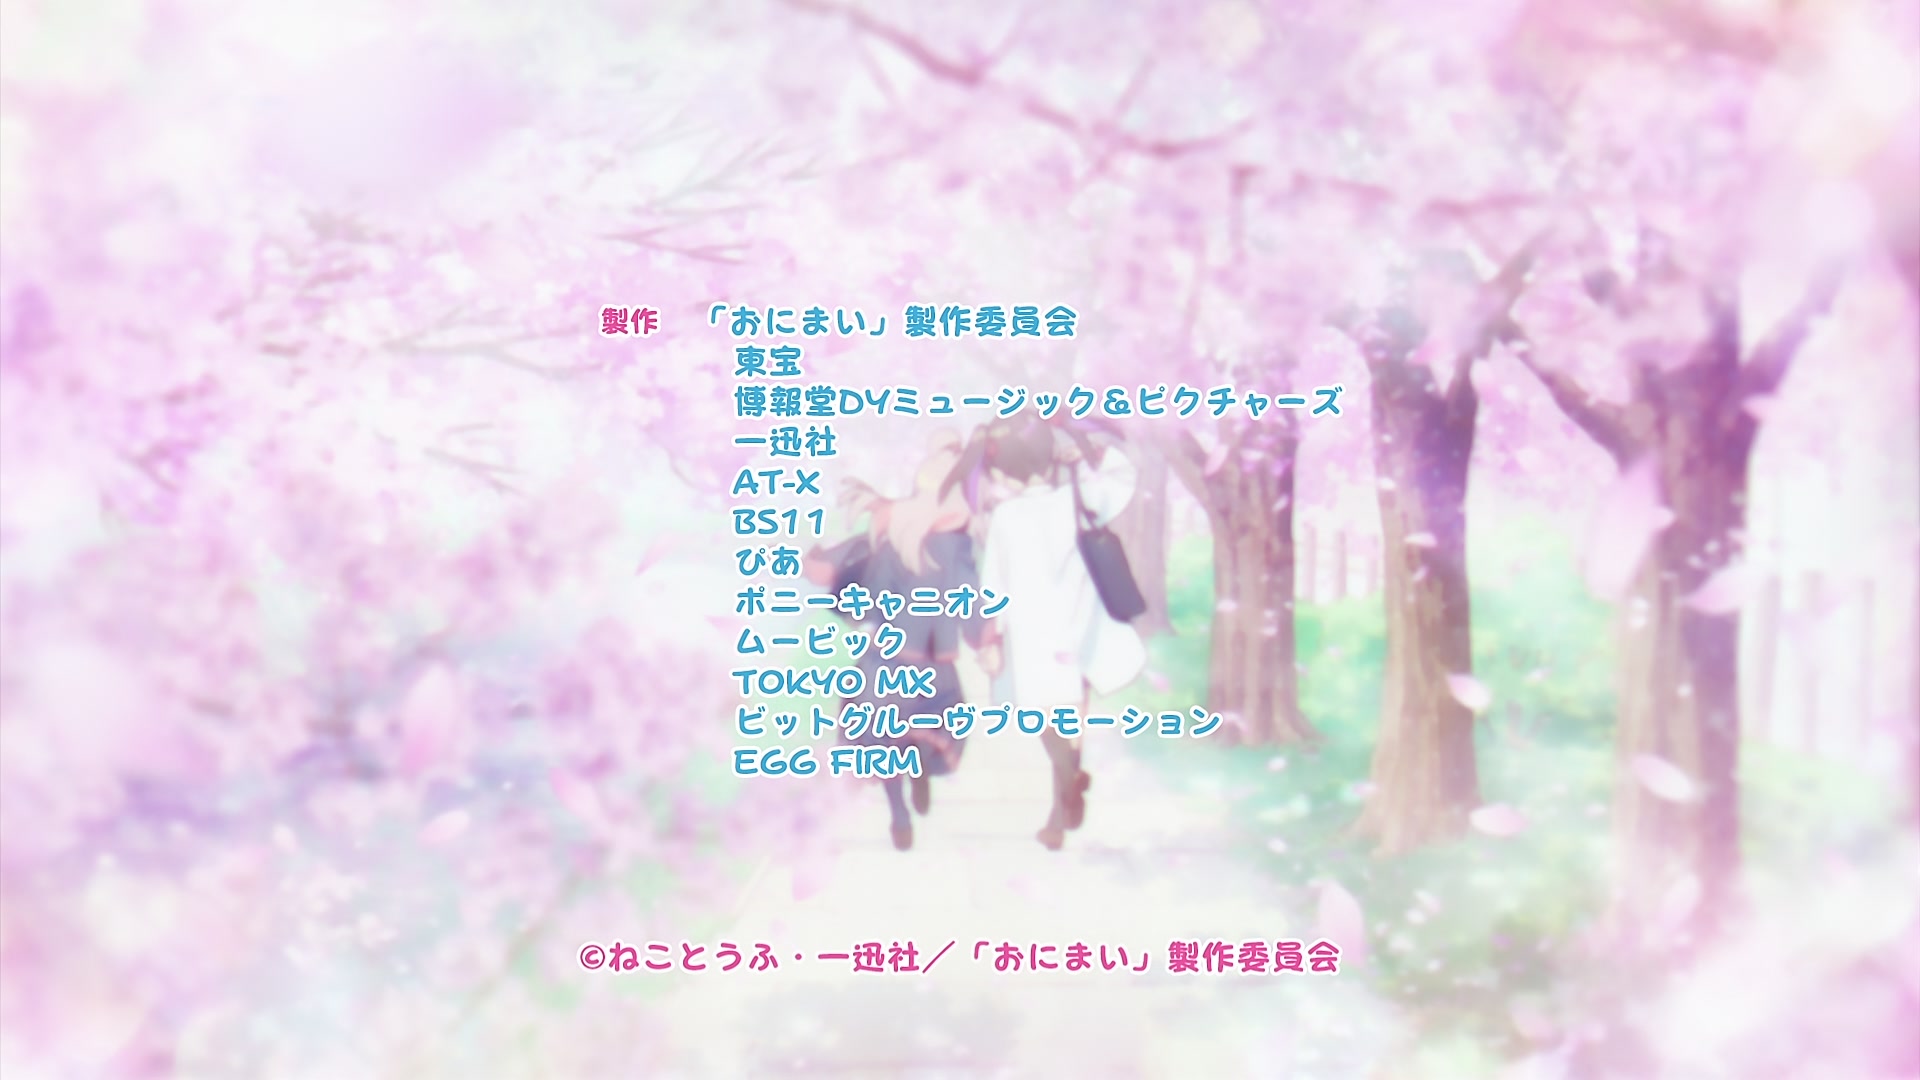 製作 「おにまい」製作委員会
東宝
博報堂DYミュージック&ピクチャーズ
一迅社
AT-X
BS11
ぴあ
ポニーキャニオン
ムービック
TOKYO MX
ビットグルーヴプロモーション
EGG FIRM
©ねことうふ・一迅社／「おにまい」製作委員会